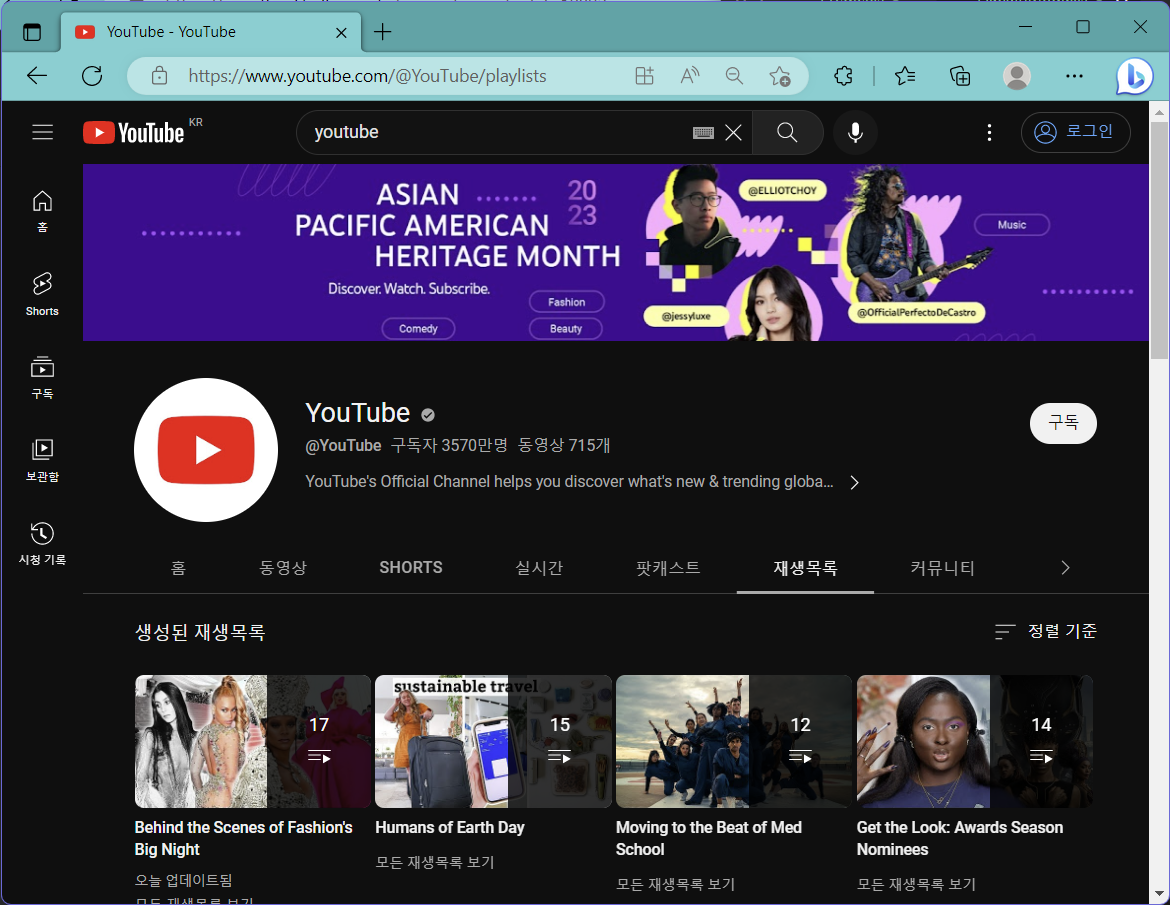 YouTube - YouTube
https://www.youtube.com/@YouTube/playlists
YouTube KR
youtube
로그인
홈
Shorts
구독
보관함
시청 기록
ASIAN
PACIFIC AMERICAN
HERITAGE MONTH
20
23
Discover. Watch. Subscribe.
Fashion
Comedy
Beauty
@ELLIOTCHOY
Music
@jessyluxe
@OfficialPerfectoDeCastro
YouTube
@YouTube 구독자 3570만명 동영상 715개
YouTube's Official Channel helps you discover what's new & trending globa...
구독
홈 동영상 SHORTS 실시간 팟캐스트 재생목록 커뮤니티
생성된 재생목록
정렬 기준
17
sustainable travel
15
12
14
Behind the Scenes of Fashion's
Big Night
오늘 업데이트됨
모든 재생목록 보기
Humans of Earth Day
모든 재생목록 보기
Moving to the Beat of Med
School
모든 재생목록 보기
Get the Look: Awards Season
Nominees
모든 재생목록 보기